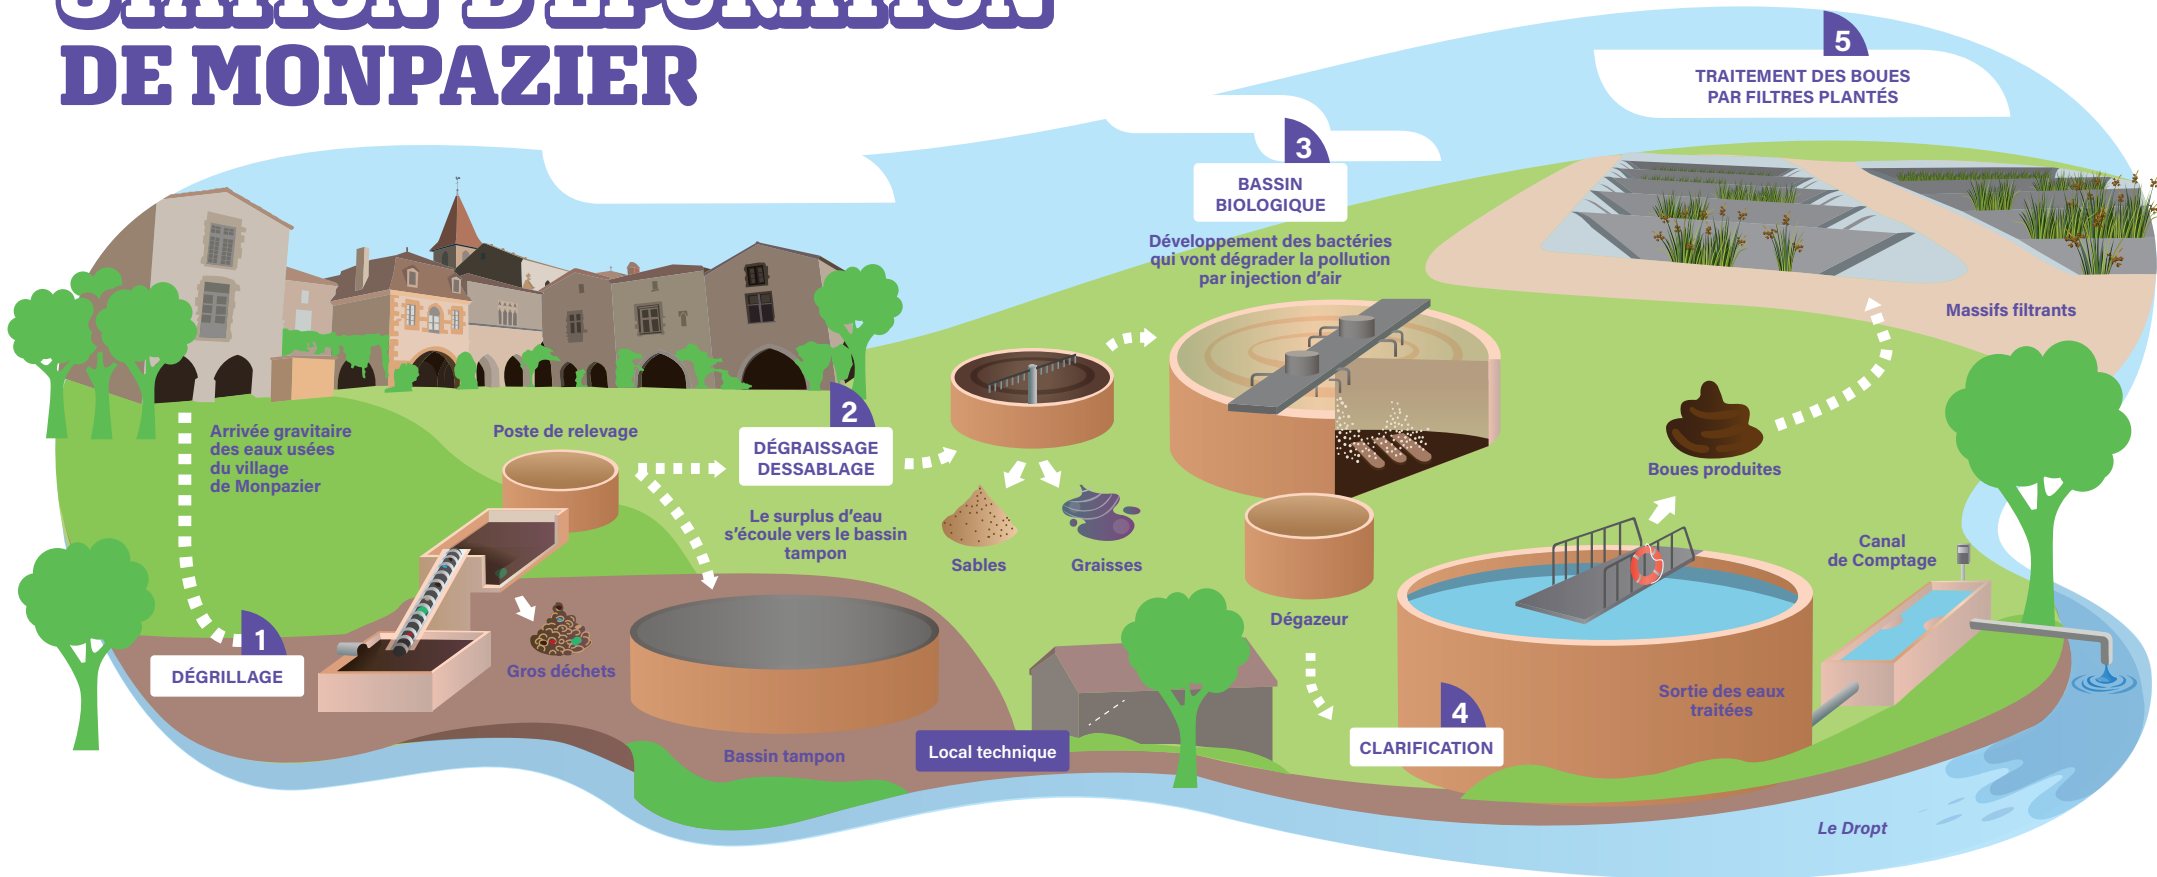 STATION D'ÉPURATION
DE MONPAZIER
5
TRAITEMENT DES BOUES
PAR FILTRES PLANTÉS
3
BASSIN
BIOLOGIQUE
Développement des bactéries
qui vont dégrader la pollution
par injection d'air
Massifs filtrants
2
DÉGRAISSAGE
DESSABLAGE
Arrivée gravitaire
des eaux usées
du village
de Monpazier
Poste de relevage
Boues produites
Le surplus d'eau
s'écoule vers le bassin
tampon
Sables
Graisses
Canal
de Comptage
Dégazeur
1
DÉGRILLAGE
Gros déchets
Sortie des eaux
traitées
4
CLARIFICATION
Bassin tampon
Local technique
Le Dropt